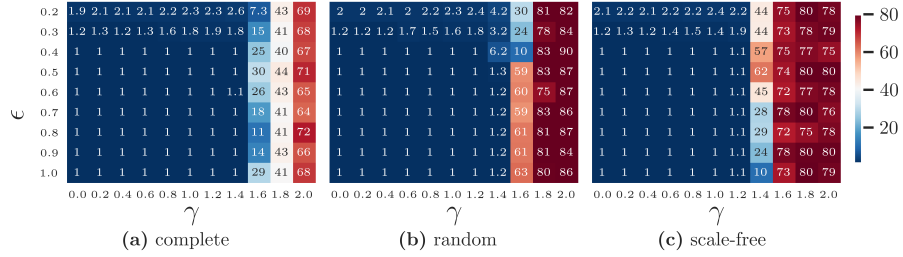 0.2 1.9 2.1 2.1 2.1 2.2 2.3 2.3 2.6 7.3 43 69 2 2 2.1 2 2.2 2.3 2.4 4.2 30 81 82 2.1 2.2 2.1 2.2 2.2 2.4 2.2 44 75 80 78 80
0.3 1.2 1.3 1.2 1.3 1.6 1.8 1.9 1.8 15 41 68 1.2 1.2 1.2 1.7 1.5 1.6 1.8 3.2 24 78 84 1.2 1.3 1.2 1.4 1.5 1.4 1.9 44 73 78 79
0.4 1 1 1 1 1 1 1 1 25 40 67 1 1 1 1 1 1 1 6.2 10 83 90 1 1 1 1 1 1 1.1 57 75 77 75 60
0.5 1 1 1 1 1 1 1 1 30 44 71 1 1 1 1 1 1 1 1.3 59 83 87 1 1 1 1 1 1 1.1 62 74 80 80
0.6 1 1 1 1 1 1 1 1.1 26 43 65 1 1 1 1 1 1 1 1.2 60 75 87 1 1 1 1 1 1 1.1 45 72 77 78
ϵ
0.7 1 1 1 1 1 1 1 1 18 41 64 1 1 1 1 1 1 1 1.2 59 83 86 1 1 1 1 1 1 1.1 28 78 80 76 40
0.8 1 1 1 1 1 1 1 1 11 41 72 1 1 1 1 1 1 1 1.2 61 81 87 1 1 1 1 1 1 1.1 29 72 75 78 20
0.9 1 1 1 1 1 1 1 1 14 43 66 1 1 1 1 1 1 1 1.2 61 81 84 1 1 1 1 1 1 1.1 24 78 80 80
1.0 1 1 1 1 1 1 1 1 29 41 68 1 1 1 1 1 1 1 1.2 63 80 86 1 1 1 1 1 1 1.1 10 73 80 79
0.0 0.2 0.4 0.6 0.8 1.0 1.2 1.4 1.6 1.8 2.0 0.0 0.2 0.4 0.6 0.8 1.0 1.2 1.4 1.6 1.8 2.0 0.0 0.2 0.4 0.6 0.8 1.0 1.2 1.4 1.6 1.8 2.0
γ γ γ
(a) complete (b) random (c) scale-free